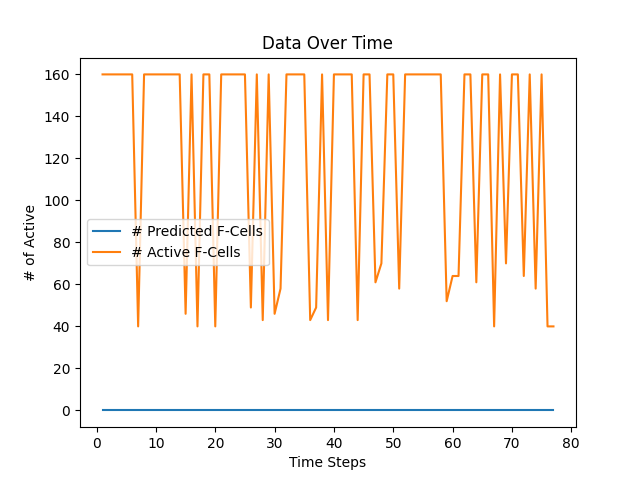 Data Over Time
# of Active
160
140
120
100
80
60
40
20
0
# Predicted F-Cells
# Active F-Cells
0 10 20 30 40 50 60 70 80
Time Steps